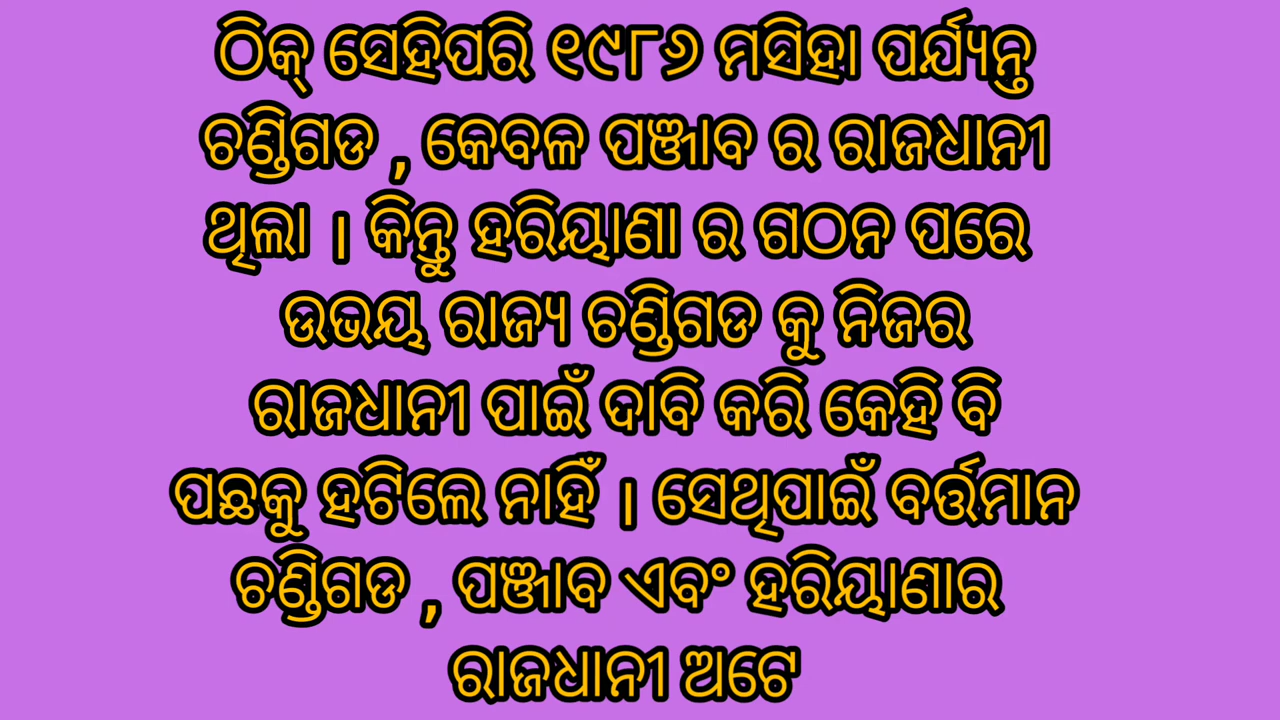 ଠିକ୍ ସେହିପରି ୧୯୮୬ ମସିହା ପର୍ଯ୍ୟନ୍ତ
ଚଣ୍ଡିଗଡ , କେବଳ ପଞ୍ଜାବ ର ରାଜଧାନୀ
ଥିଲା । କିନ୍ତୁ ହରିୟାଣା ର ଗଠନ ପରେ
ଉଭୟ ରାଜ୍ୟ ଚଣ୍ଡିଗଡ କୁ ନିଜର
ରାଜଧାନୀ ପାଇଁ ଦାବି କରି କେହି ବି
ପଛକୁ ହଟିଲେ ନାହିଁ । ସେଥିପାଇଁ ବର୍ତ୍ତମାନ
ଚଣ୍ଡିଗଡ , ପଞ୍ଜାବ ଏବଂ ହରିୟାଣାର
ରାଜଧାନୀ ଅଟେ